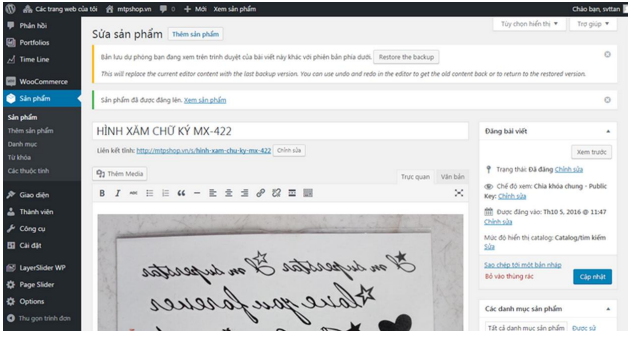 Các trang web của tôi mtpshop.vn 0 + Mới Xem sản phẩm Chào bạn, svttan
Phản hồi
Portfolios
Time Line
WooCommerce
Sản phẩm
Sản phẩm
Thêm sản phẩm
Danh mục
Từ khóa
Các thuộc tính
Giao diện
Thành viên
Công cụ
Cài đặt
LayerSlider WP
Page Slider
Options
Thu gọn trình đơn
Tùy chọn hiển thị Trợ giúp
Sửa sản phẩm Thêm sản phẩm
Bản lưu dự phòng bạn đang xem trên trình duyệt của bài viết này khác với phiên bản phía dưới. Restore the backup
This will replace the current editor content with the last backup version. You can use undo and redo in the editor to get the old content back or to return to the restored version.
Sản phẩm đã được đăng lên. Xem sản phẩm
HÌNH XĂM CHỮ KÝ MX-422
Liên kết tĩnh: http://mtpshop.vn/s/hinh-xam-chu-ky-mx-422 Chỉnh sửa
Thêm Media
Trực quan Văn bản
B I ABC
I'm superstar I'm superstar
I love you forever
Đăng bài viết
Xem trước
Trạng thái: Đã đăng Chỉnh sửa
Chế độ xem: Chìa khóa chung - Public
Key: Chỉnh sửa
Được đăng vào: Th10 5, 2016 @ 11:47
Chỉnh sửa
Mức độ hiển thị catalog: Catalog/tìm kiếm
Sửa
Sao chép tới một bản nháp
Bỏ vào thùng rác Cập nhật
Các danh mục sản phẩm
Tất cả danh mục sản phẩm Được sử